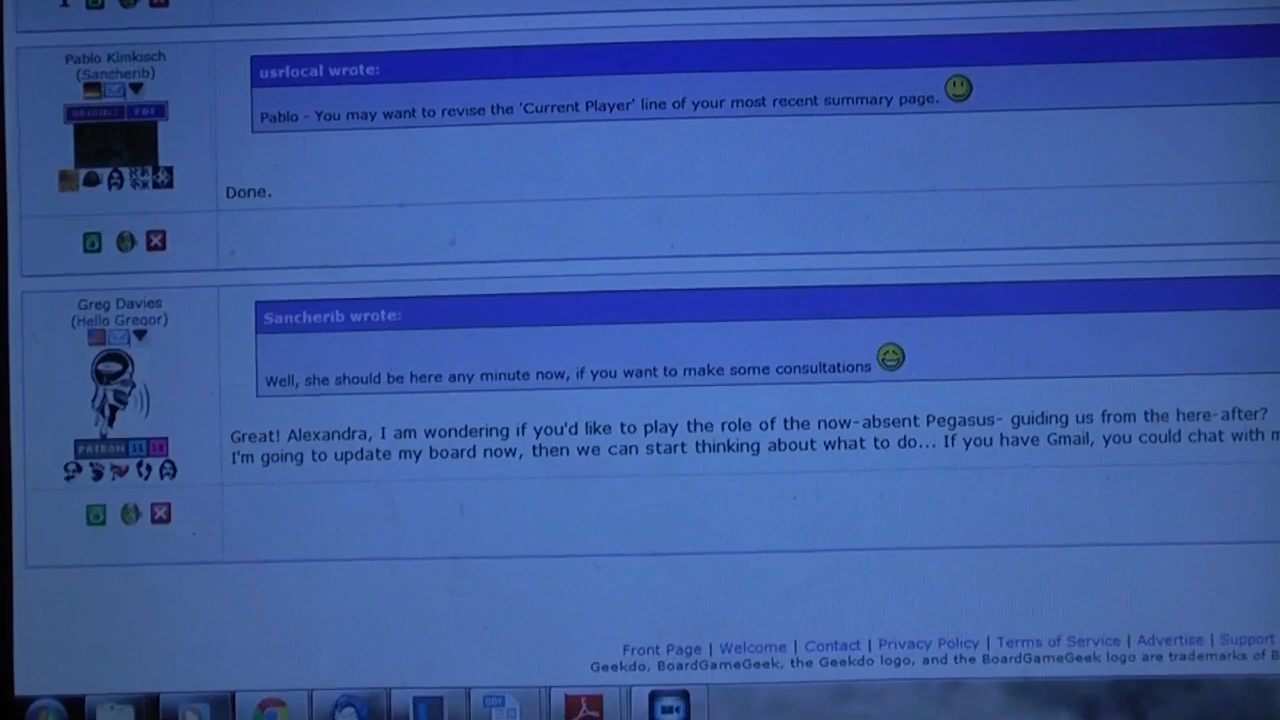 Pablo Kimkisch
(Sancherib)
usrlocal wrote:
Pablo - You may want to revise the 'Current Player' line of your most recent summary page.
Done.
Greg Davies
(Hello Gregor)
Sancherib wrote:
Well, she should be here any minute now, if you want to make some consultations
Great! Alexandra, I am wondering if you'd like to play the role of the now-absent Pegasus- guiding us from the here-after?
I'm going to update my board now, then we can start thinking about what to do... If you have Gmail, you could chat with m
PATRON 11
Front Page | Welcome | Contact | Privacy Policy | Terms of Service | Advertise | Support
Geekdo, BoardGameGeek, the Geekdo logo, and the BoardGameGeek logo are trademarks of B